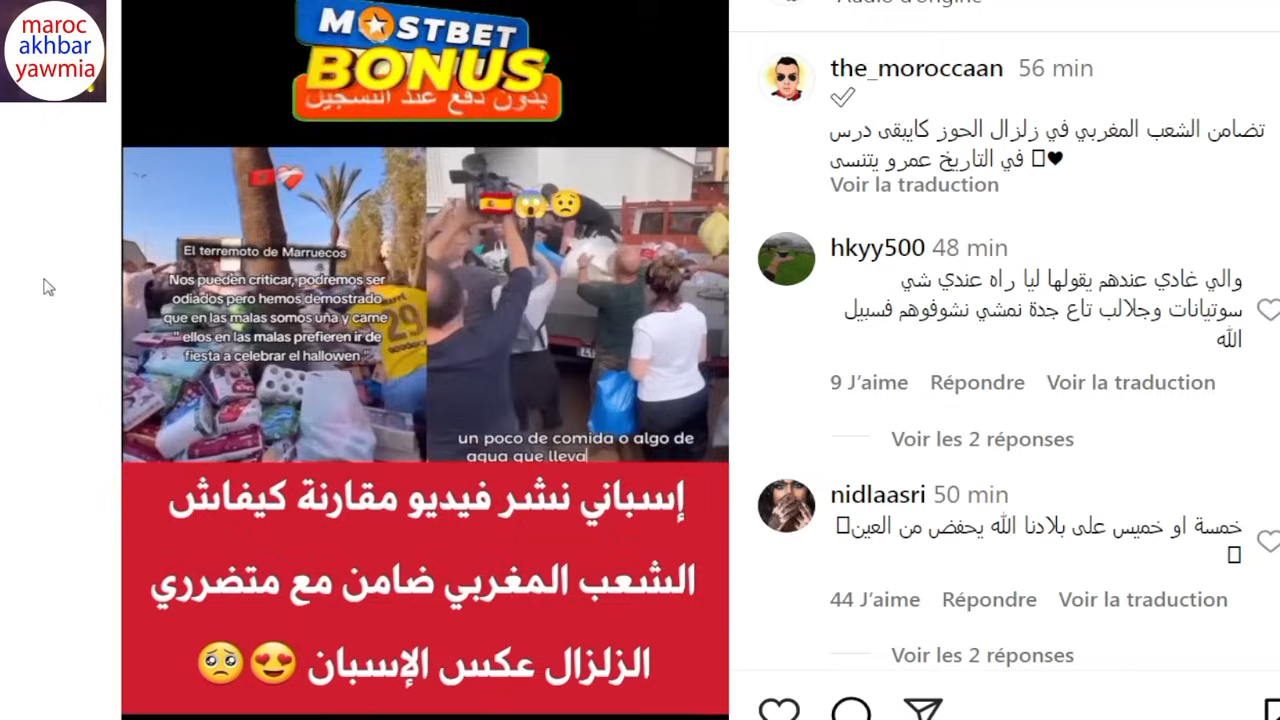 maroc
akhbar
yawmia
MOSTBET
BONUS
بدون دفع عند التسجيل
El terremoto de Marruecos
Nos pueden criticar, podremos ser
odiados pero hemos demostrado
que en las malas somos uña y carne
" ellos en las malas prefieren ir de
fiesta a celebrar el hallowen "
29
un poco de comida o algo de
agua que lleva
إسباني نشر فيديو مقارنة كيفاش
الشعب المغربي ضامن مع متضرري
الزلزال عكس الإسبان 😍🥺
Audio d'origine
the_moroccaan 56 min
تضامن الشعب المغربي في زلزال الحوز كايبقى درس
في التاريخ عمرو يتنسى ♥
Voir la traduction
hkyy500 48 min
والي غادي عندهم يقولها ليا راه عندي شي
سوتيانات وجلالب تاع جدة نمشي نشوفوهم فسبيل
الله
9 J’aime Répondre Voir la traduction
Voir les 2 réponses
nidlaasri 50 min
خمسة او خميس على بلادنا الله يحفض من العين
44 J’aime Répondre Voir la traduction
Voir les 2 réponses